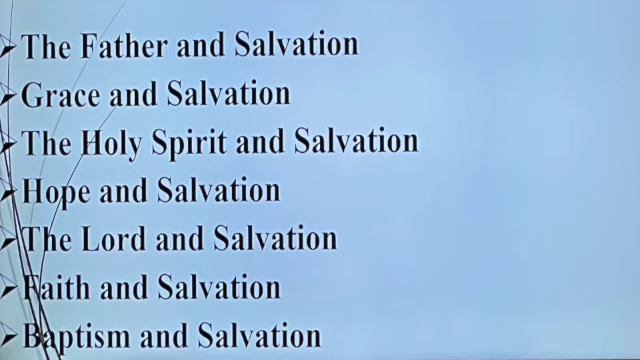 The Father and Salvation
Grace and Salvation
The Holy Spirit and Salvation
Hope and Salvation
The Lord and Salvation
Faith and Salvation
Baptism and Salvation